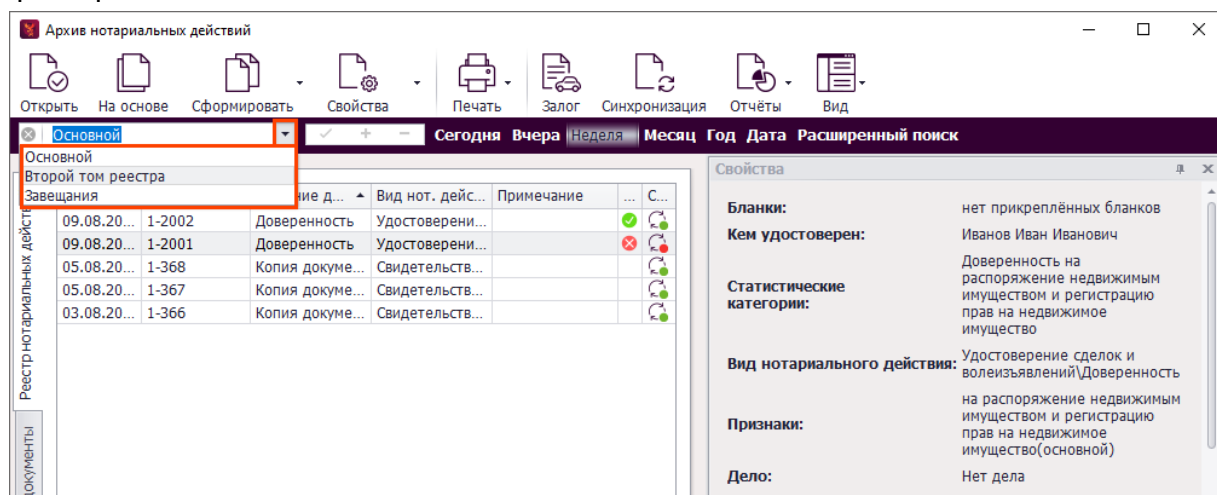 Архив нотариальных действий
Открыть На основе Сформировать Свойства Печать Залог Синхронизация Отчёты Вид
Основной Сегодня Вчера Неделя Месяц Год Дата Расширенный поиск
Основной
Второй том реестра
Завещания
Свойства
ние д... Вид нот. дейс... Примечание ... С...
09.08.20... 1-2002 Доверенность Удостоверени...
09.08.20... 1-2001 Доверенность Удостоверени...
05.08.20... 1-368 Копия докуме... Свидетельств...
05.08.20... 1-367 Копия докуме... Свидетельств...
03.08.20... 1-366 Копия докуме... Свидетельств...
Реестр нотариальных дейст
окументы
Бланки: нет прикреплённых бланков
Кем удостоверен: Иванов Иван Иванович
Статистические категории:
Доверенность на
распоряжение недвижимым
имуществом и регистрацию
прав на недвижимое
имущество
Вид нотариального действия:
Удостоверение сделок и
волеизъявлений\Доверенность
Признаки:
на распоряжение недвижимым
имуществом и регистрацию
прав на недвижимое
имущество(основной)
Дело: Нет дела